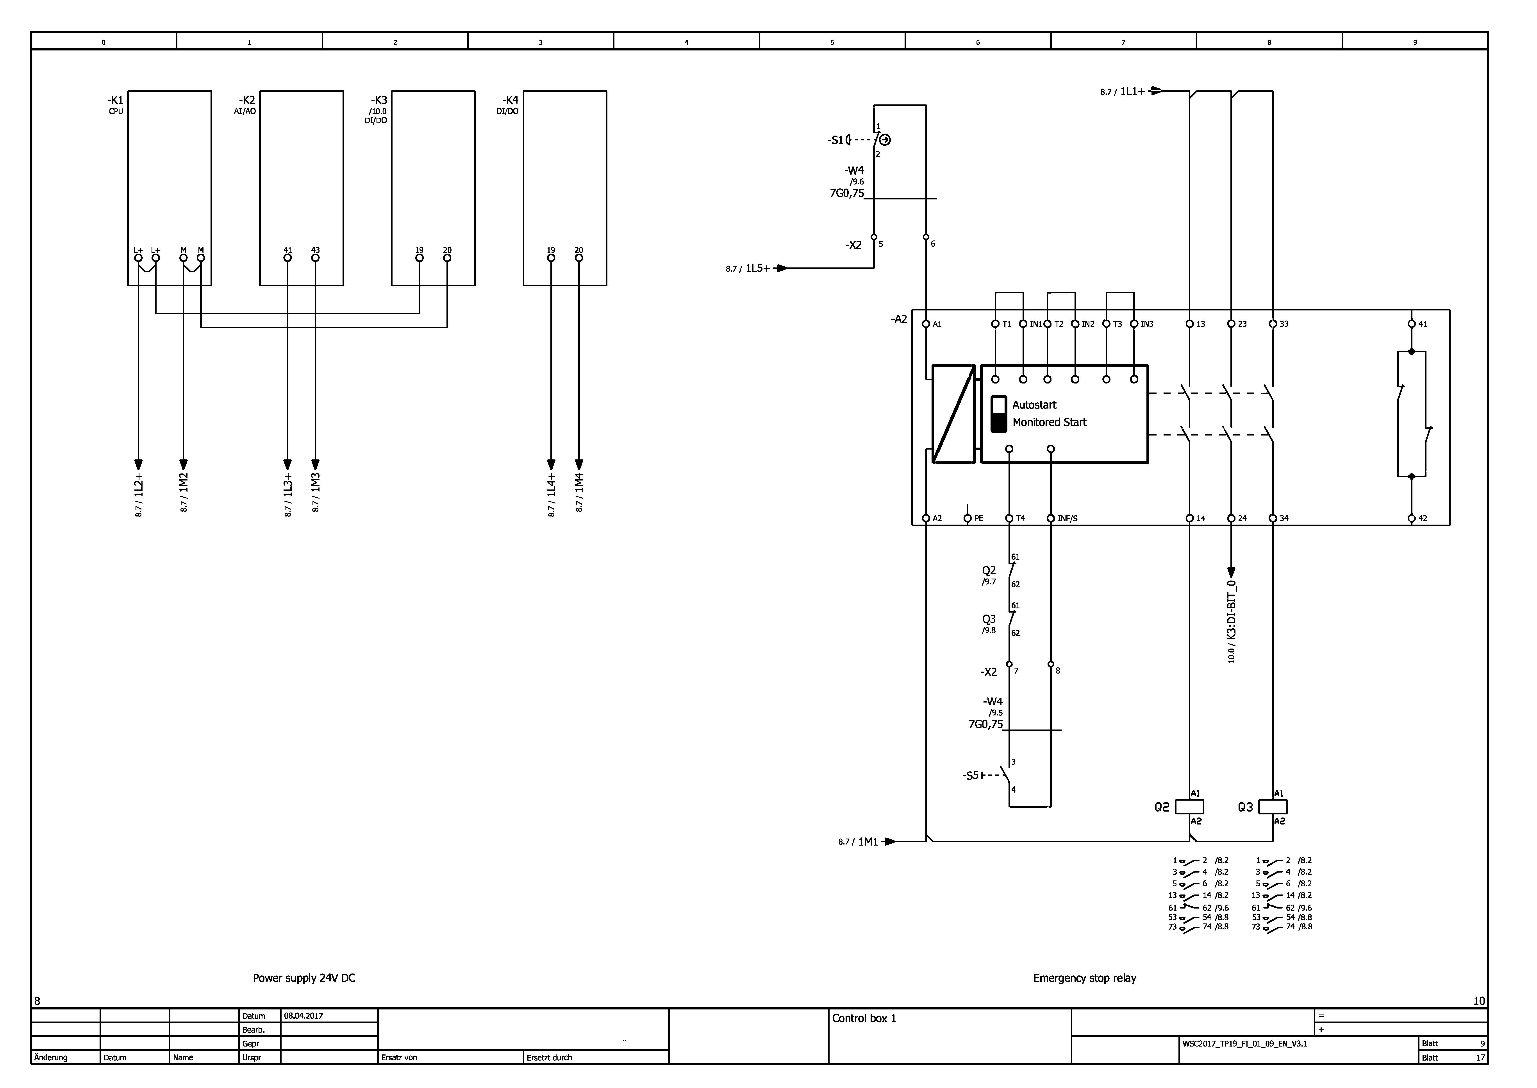 0 1 2 3 4 5 6 7 8 9
-K1
CPU
L+ L+ M M
-K2
AI/AO
41 43
-K3
/10.0
DI/DO
19 20
-K4
DI/DO
19 20
8.7 / 1L2+
8.7 / 1M2
8.7 / 1L3+
8.7 / 1M3
8.7 / 1L4+
8.7 / 1M4
8.7 / 1L1+
1
-S1
2
-W4
/9.6
7G0,75
-X2 5 6
8.7 / 1L5+
-A2
A1 T1 IN1 T2 IN2 T3 IN3 13 23 33 41
Autostart
Monitored Start
A2 PE T4 INF/S 14 24 34 42
61
Q2
/9.7
62
61
Q3
/9.8
62
-X2 7 8
-W4
/9.5
7G0,75
3
-S5
4
10.0 / K3:DI-BIT_0
A1 A1
Q2 Q3
A2 A2
8.7 / 1M1
1 2 /8.2 1 2 /8.2
3 4 /8.2 3 4 /8.2
5 6 /8.2 5 6 /8.2
13 14 /8.2 13 14 /8.2
61 62 /9.6 61 62 /9.6
53 54 /8.8 53 54 /8.8
73 74 /8.8 73 74 /8.8
Power supply 24V DC
Emergency stop relay
8 10
Datum 08.04.2017
Control box 1
=
Bearb.
+
Gepr
WSC2017_TP19_FI_01_09_EN_V3.1
Blatt 9
Änderung Datum Name Urspr Ersatz von Ersetzt durch
Blatt 17